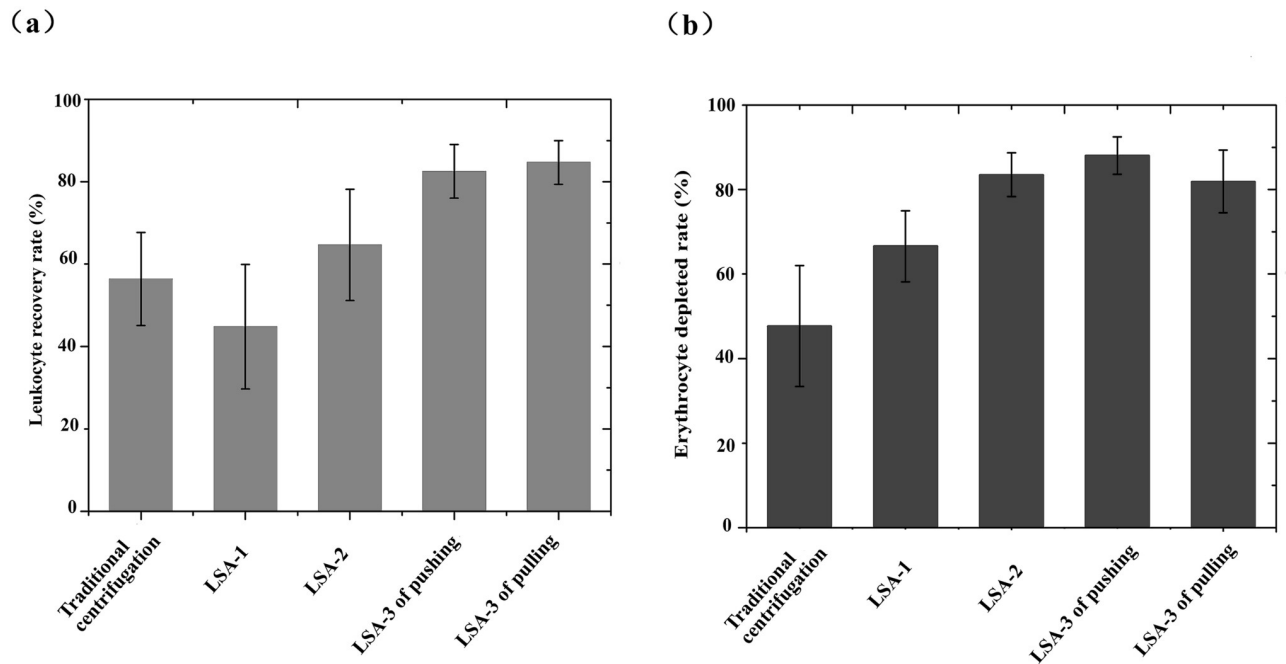 (a)
Leukocyte recovery rate (%)
100
80
60
40
20
0
Traditional
centrifugation
LSA-1
LSA-2
LSA-3 of pushing
LSA-3 of pulling
(b)
Erythrocyte depleted rate (%)
100
80
60
40
20
0
Traditional
centrifugation
LSA-1
LSA-2
LSA-3 of pushing
LSA-3 of pulling